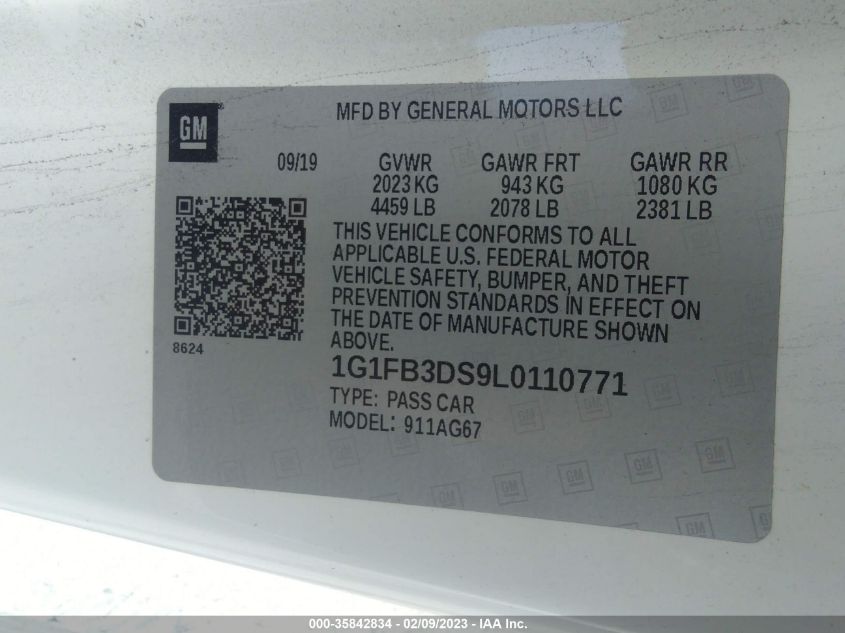 MFD BY GENERAL MOTORS LLC
GM
09/19 GVWR GAWR FRT GAWR RR
2023 KG 943 KG 1080 KG
4459 LB 2078 LB 2381 LB
THIS VEHICLE CONFORMS TO ALL
APPLICABLE U.S. FEDERAL MOTOR
VEHICLE SAFETY, BUMPER, AND THEFT
PREVENTION STANDARDS IN EFFECT ON
THE DATE OF MANUFACTURE SHOWN
ABOVE.
8624
1G1FB3DS9L0110771
TYPE: PASS CAR
MODEL: 911AG67
000-35842834 - 02/09/2023 - IAA Inc.